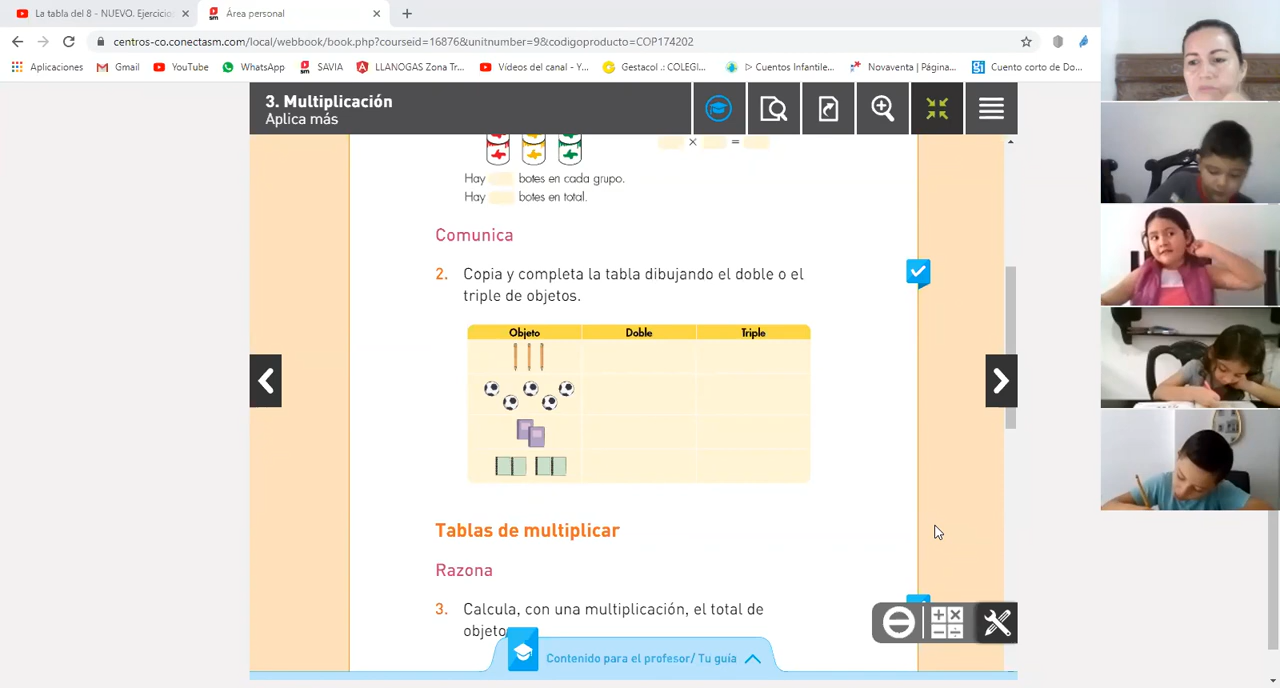 La tabla del 8 - NUEVO. Ejercicio
Área personal
centros-co.conectasm.com/local/webbook/book.php?courseid=16876&unitnumber=9&codigoproducto=COP174202
Aplicaciones
Gmail
YouTube
WhatsApp
SAVIA
LLANOGAS Zona Tr...
Vídeos del canal - Y...
Gestacol .: COLEGI...
Cuentos Infantile...
Novaventa | Página...
Cuento corto de Do...
3. Multiplicación
Aplica más
× =
Hay botes en cada grupo.
Hay botes en total.
Comunica
2. Copia y completa la tabla dibujando el doble o el
triple de objetos.
Objeto Doble Triple
Tablas de multiplicar
Razona
3. Calcula, con una multiplicación, el total de
objeto
Contenido para el profesor/ Tu guía